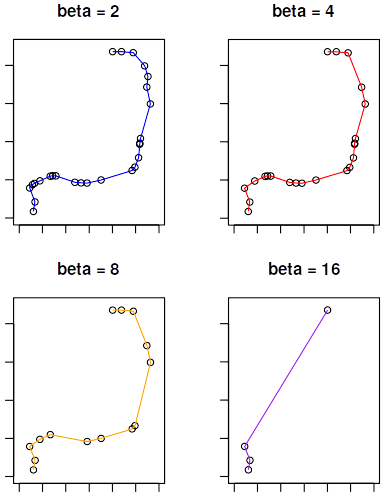 beta = 2
beta = 4
beta = 8
beta = 16